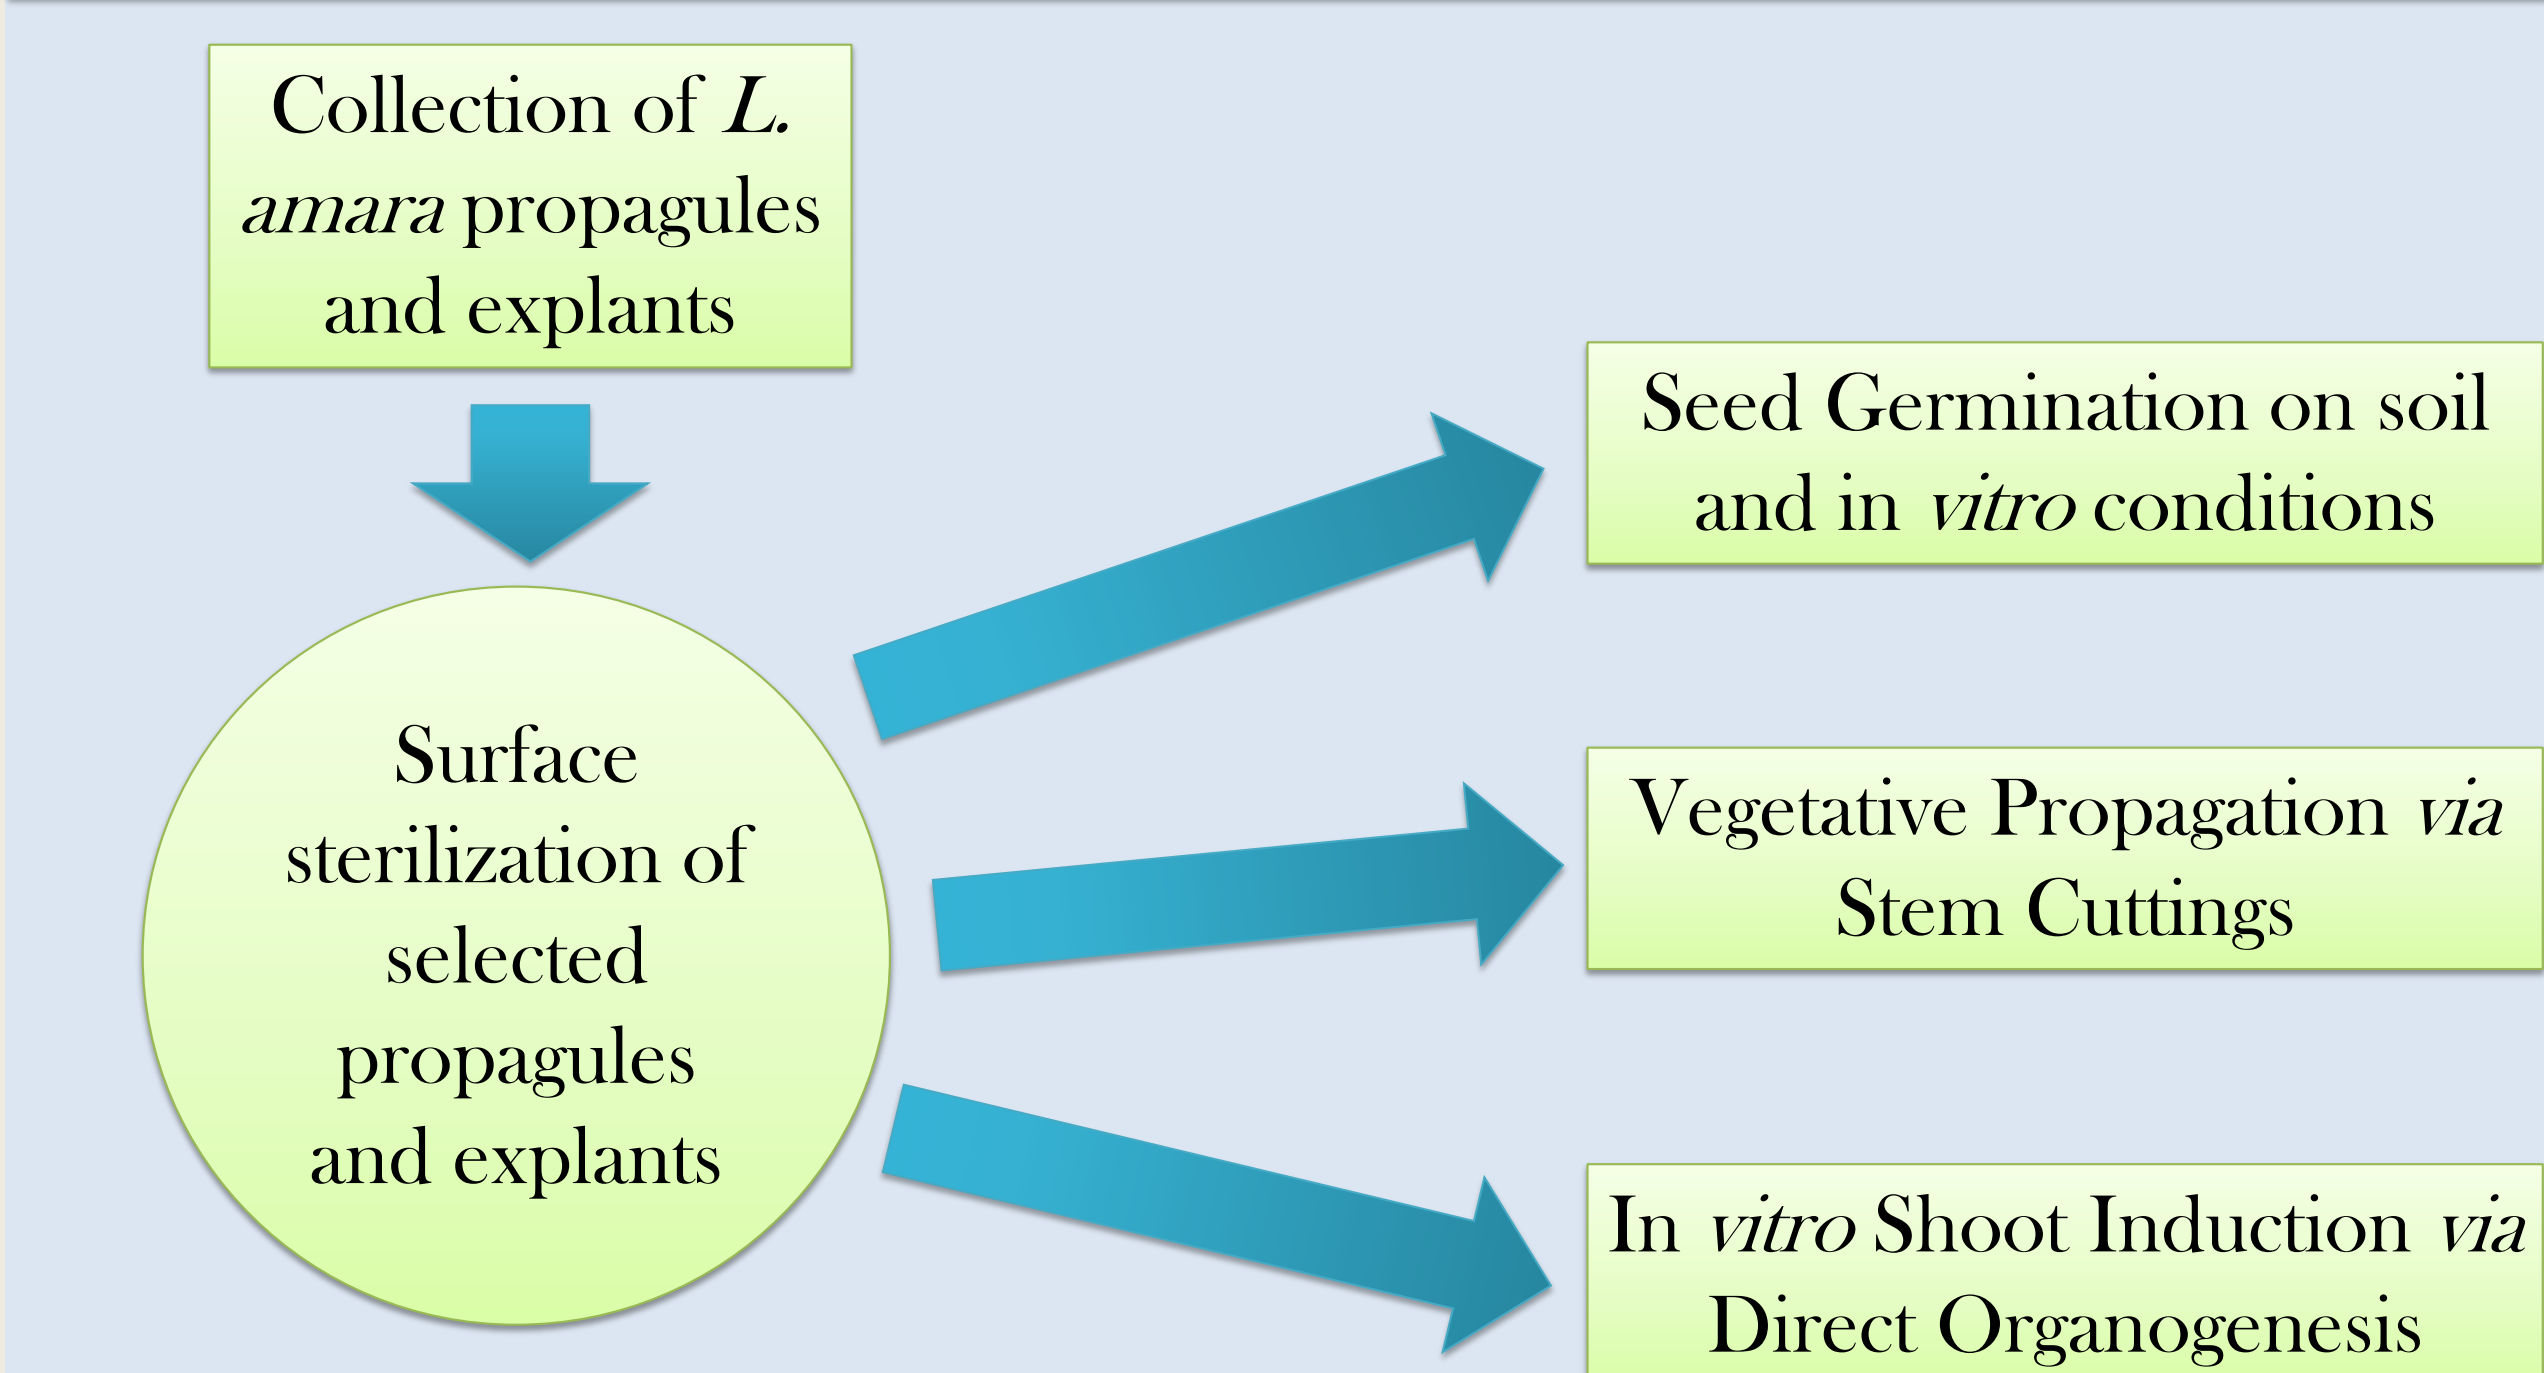 Collection of L.
amara propagules
and explants
Surface
sterilization of
selected
propagules
and explants
Seed Germination on soil
and in vitro conditions
Vegetative Propagation via
Stem Cuttings
In vitro Shoot Induction via
Direct Organogenesis